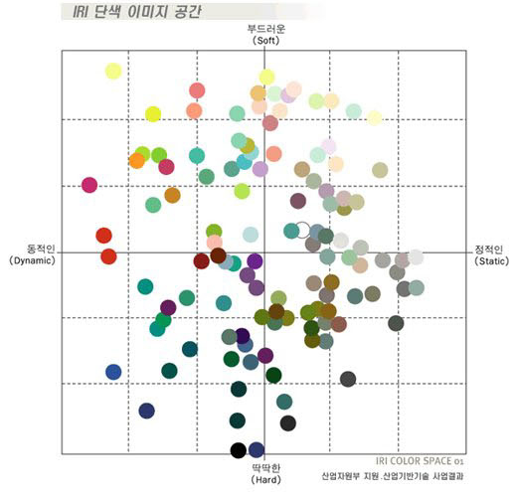 IRI 단색 이미지 공간
부드러운
(Soft)
동적인
(Dynamic)
정적인
(Static)
딱딱한
(Hard)
IRI COLOR SPACE 01
산업자원부 지원.산업기반기술 사업결과